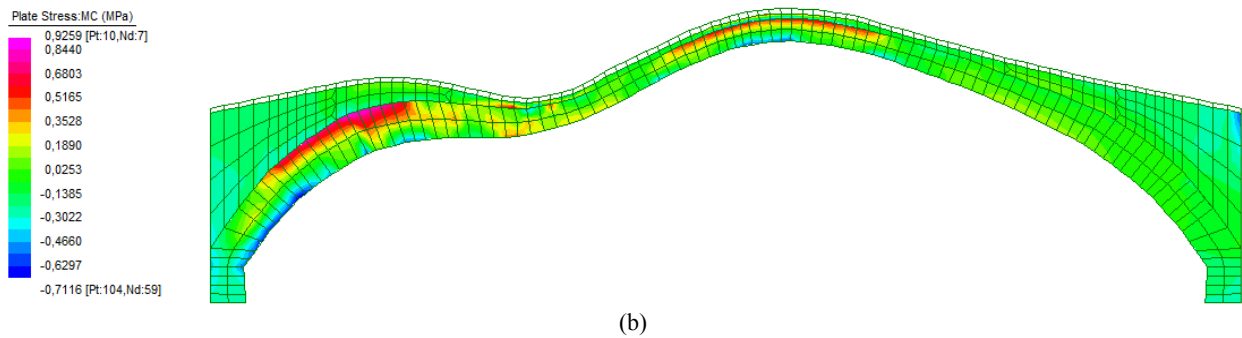 Plate Stress:MC (MPa)
0,9259 [Pt:10,Nd:7]
0,8440
0,6803
0,5165
0,3528
0,1890
0,0253
-0,1385
-0,3022
-0,4660
-0,6297
-0,7116 [Pt:104,Nd:59]
(b)